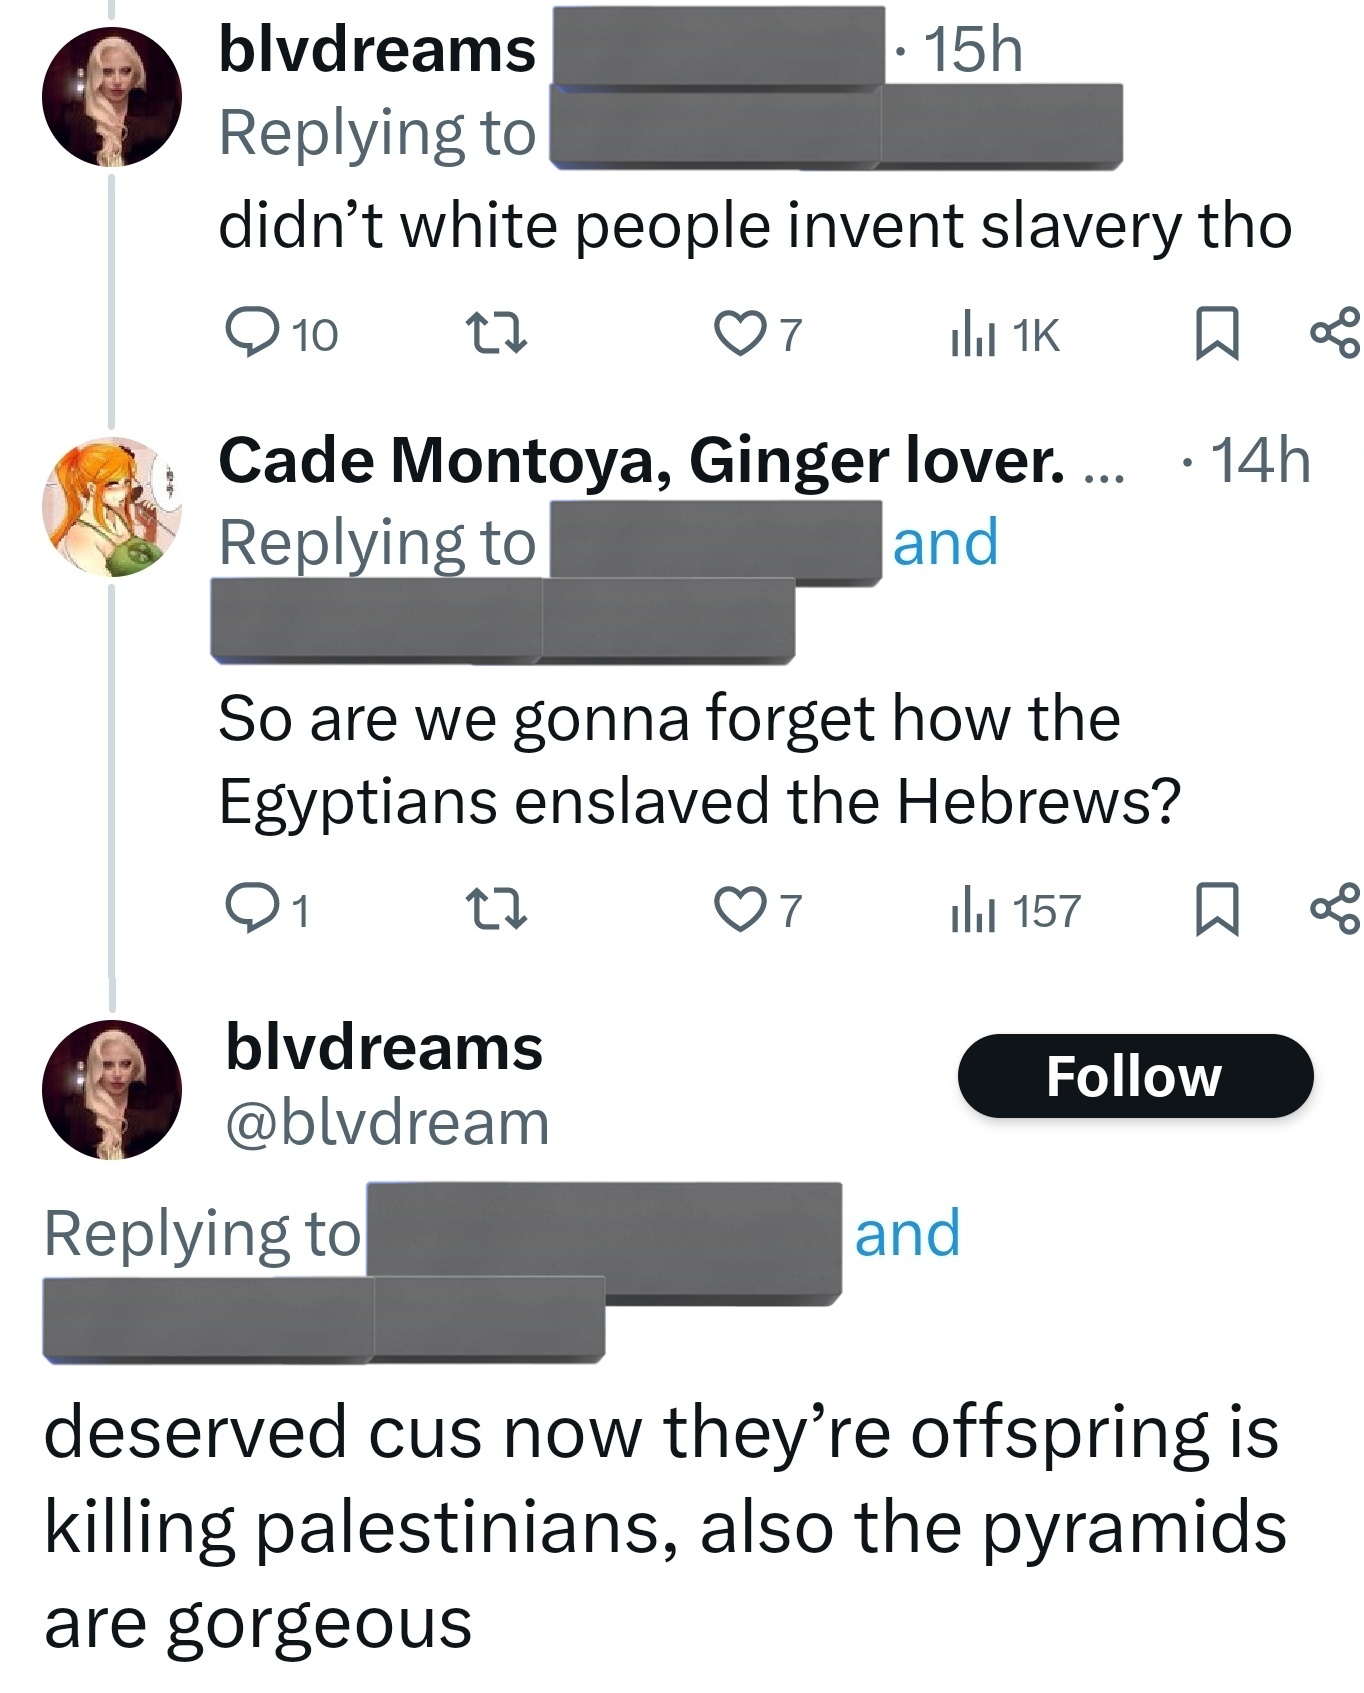 blvdreams · 15h
Replying to
didn’t white people invent slavery tho
10 7 1K
Cade Montoya, Ginger lover. ... · 14h
Replying to and
So are we gonna forget how the
Egyptians enslaved the Hebrews?
1 7 157
blvdreams
Follow
@blvdream
Replying to and
deserved cus now they’re offspring is
killing palestinians, also the pyramids
are gorgeous